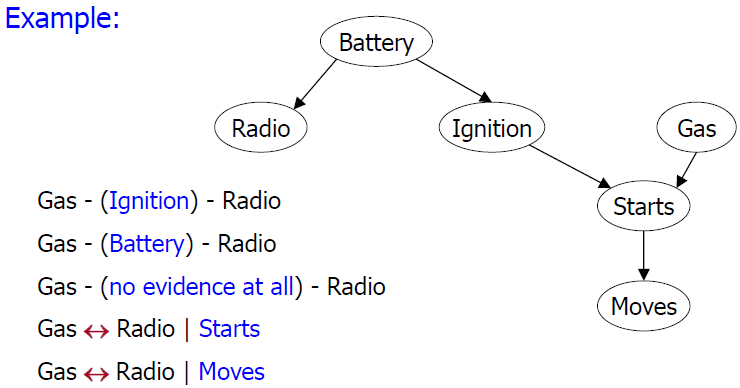 Example:
Battery
Radio
Ignition
Gas
Starts
Moves
Gas - (Ignition) - Radio
Gas - (Battery) - Radio
Gas - (no evidence at all) - Radio
Gas ↔ Radio | Starts
Gas ↔ Radio | Moves